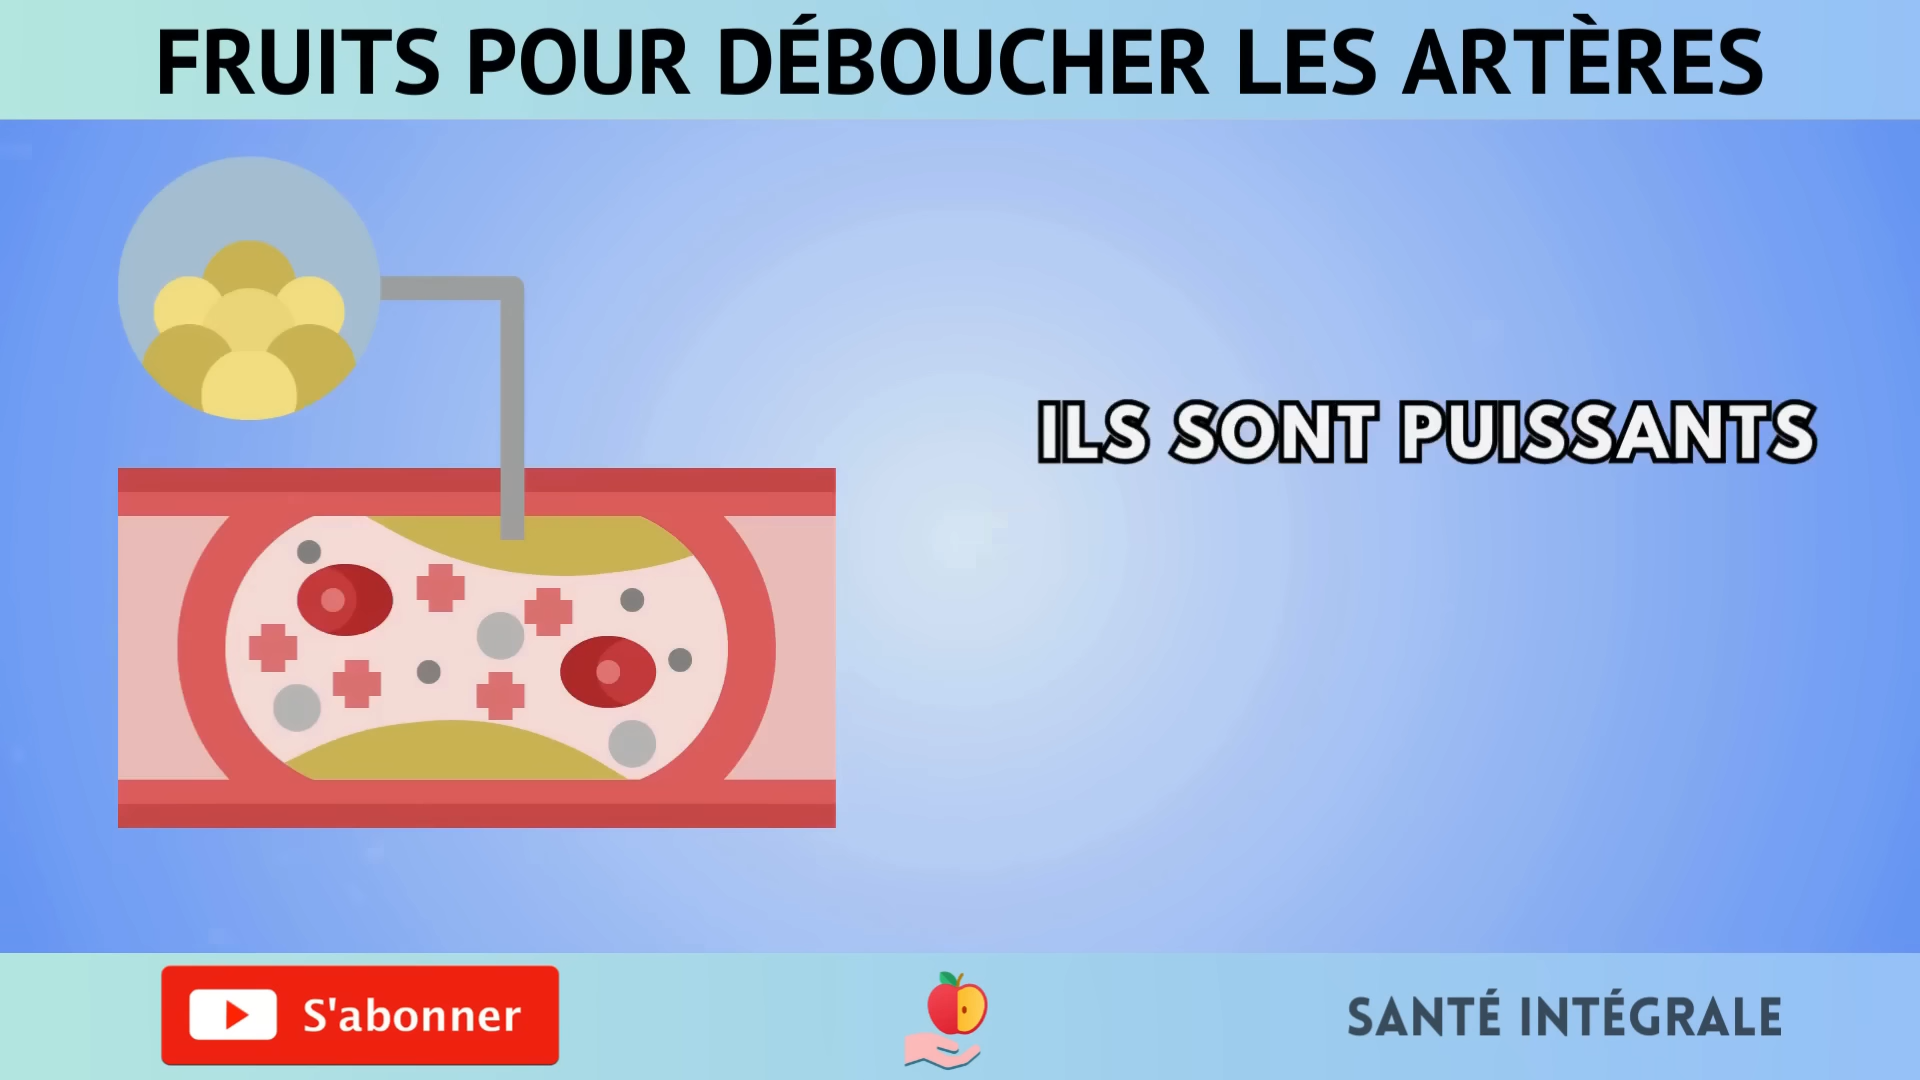 FRUITS POUR DÉBOUCHER LES ARTÈRES
ILS SONT PUISSANTS
S'abonner
SANTÉ INTÉGRALE